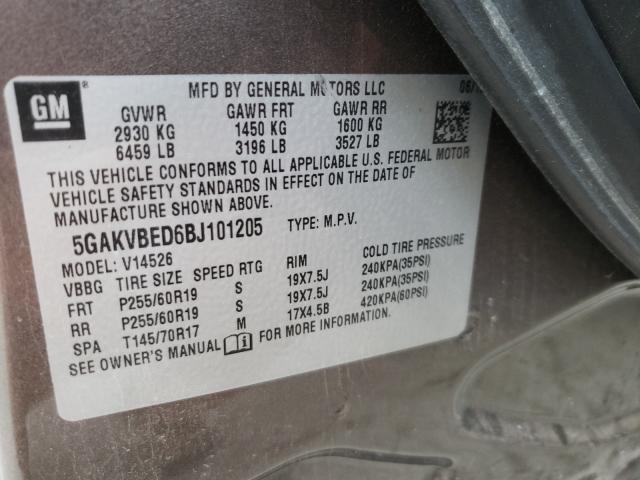 GM®
MFD BY GENERAL MOTORS LLC 06/
GVWR GAWR FRT GAWR RR
2930 KG 1450 KG 1600 KG
6459 LB 3196 LB 3527 LB
THIS VEHICLE CONFORMS TO ALL APPLICABLE U.S. FEDERAL MOTOR
VEHICLE SAFETY STANDARDS IN EFFECT ON THE DATE OF
MANUFACTURE SHOWN ABOVE.
5GAKVBED6BJ101205 TYPE: M.P.V.
MODEL: V14526
VBBG TIRE SIZE SPEED RTG RIM COLD TIRE PRESSURE
FRT P255/60R19 S 19X7.5J 240KPA(35PSI)
RR P255/60R19 S 19X7.5J 240KPA(35PSI)
SPA T145/70R17 M 17X4.5B 420KPA(60PSI)
SEE OWNER'S MANUAL FOR MORE INFORMATION.